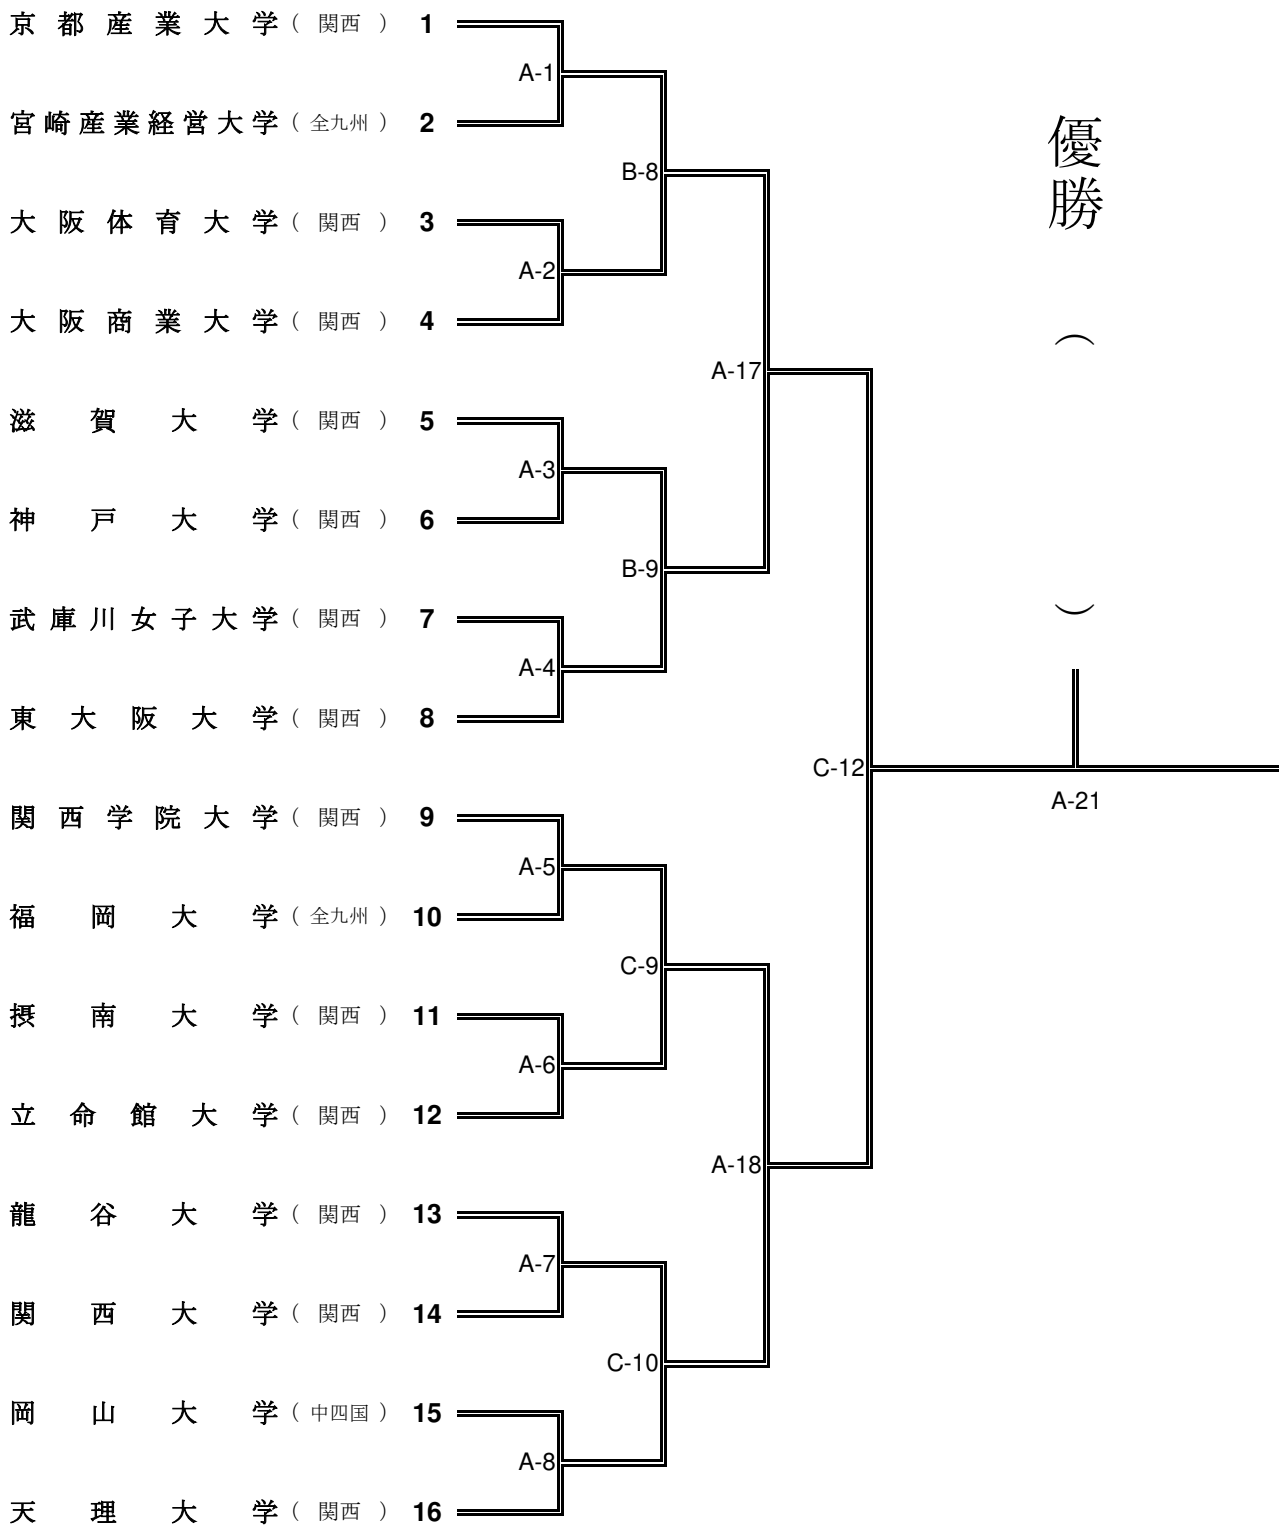 京都産業大学（ 関西 ） 1
A-1
宮崎産業経営大学（ 全九州 ） 2
B-8
大阪体育大学（ 関西 ） 3
A-2
大阪商業大学（ 関西 ） 4
A-17
滋賀大学（ 関西 ） 5
A-3
神戸大学（ 関西 ） 6
B-9
武庫川女子大学（ 関西 ） 7
A-4
東大阪大学（ 関西 ） 8
C-12
関西学院大学（ 関西 ） 9
A-5
福岡大学（ 全九州 ） 10
C-9
摂南大学（ 関西 ） 11
A-6
立命館大学（ 関西 ） 12
A-18
龍谷大学（ 関西 ） 13
A-7
関西大学（ 関西 ） 14
C-10
岡山大学（ 中四国 ） 15
A-8
天理大学（ 関西 ） 16
優勝（ ）
A-21